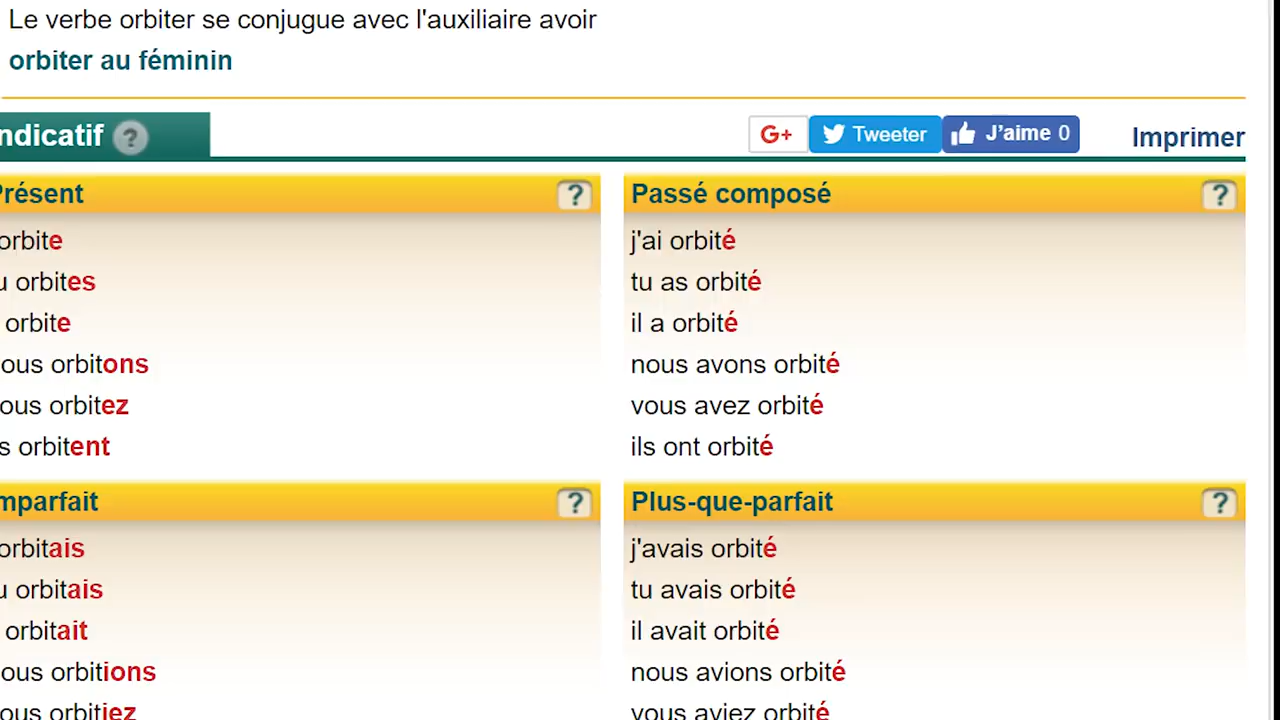 Le verbe orbiter se conjugue avec l'auxiliaire avoir
orbiter au féminin
ndicatif ?
G+ Tweeter J'aime 0 Imprimer
Présent ?
orbite
u orbites
orbite
ous orbitons
ous orbitez
s orbitent
Passé composé ?
j'ai orbité
tu as orbité
il a orbité
nous avons orbité
vous avez orbité
ils ont orbité
mparfait ?
orbitais
u orbitais
orbitait
ous orbitions
ous orbitiez
Plus-que-parfait ?
j'avais orbité
tu avais orbité
il avait orbité
nous avions orbité
vous aviez orbité